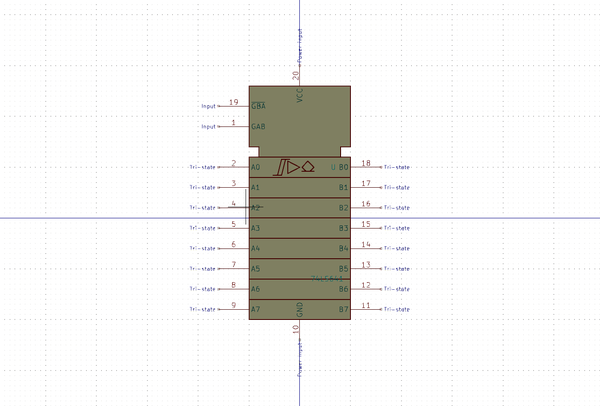 Power Input
20
VCC
Input 19 GBA
Input 1 GAB
Tri-state 2 A0 U B0 18 Tri-state
Tri-state 3 A1 B1 17 Tri-state
Tri-state 4 A2 B2 16 Tri-state
Tri-state 5 A3 B3 15 Tri-state
Tri-state 6 A4 B4 14 Tri-state
Tri-state 7 A5 B5 13 Tri-state
Tri-state 8 A6 B6 12 Tri-state
Tri-state 9 A7 B7 11 Tri-state
GND
10
Power Input